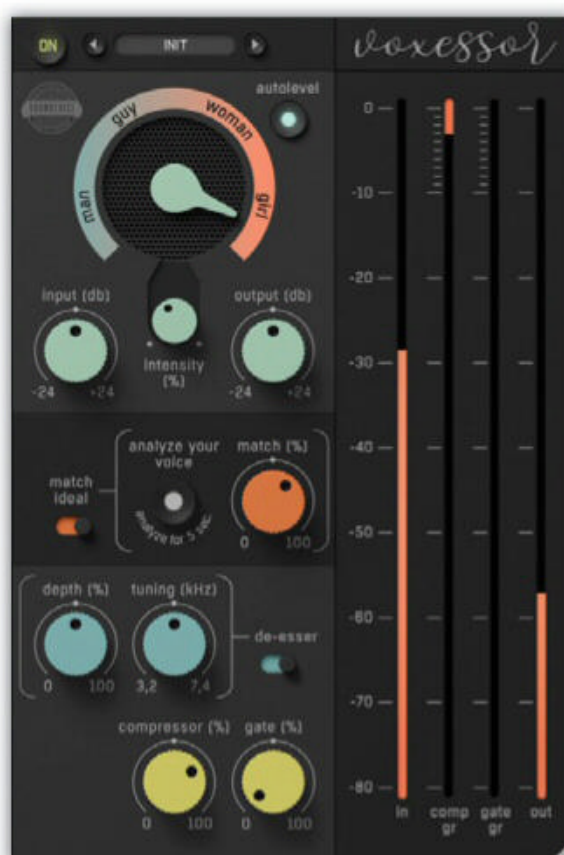 ON
INIT
voxessor
SOUNDEVICE
autolevel
man
guy
woman
girl
input (db)
-24 +24
intensity
(%)
output (db)
-24 +24
match
ideal
analyze your
voice
analyze for 5 sec.
match (%)
0 100
depth (%)
0 100
tuning (kHz)
3,2 7,4
de-esser
compressor (%)
0 100
gate (%)
0 100
0
-10
-20
-30
-40
-50
-60
-70
-80
in
comp
gr
gate
gr
out